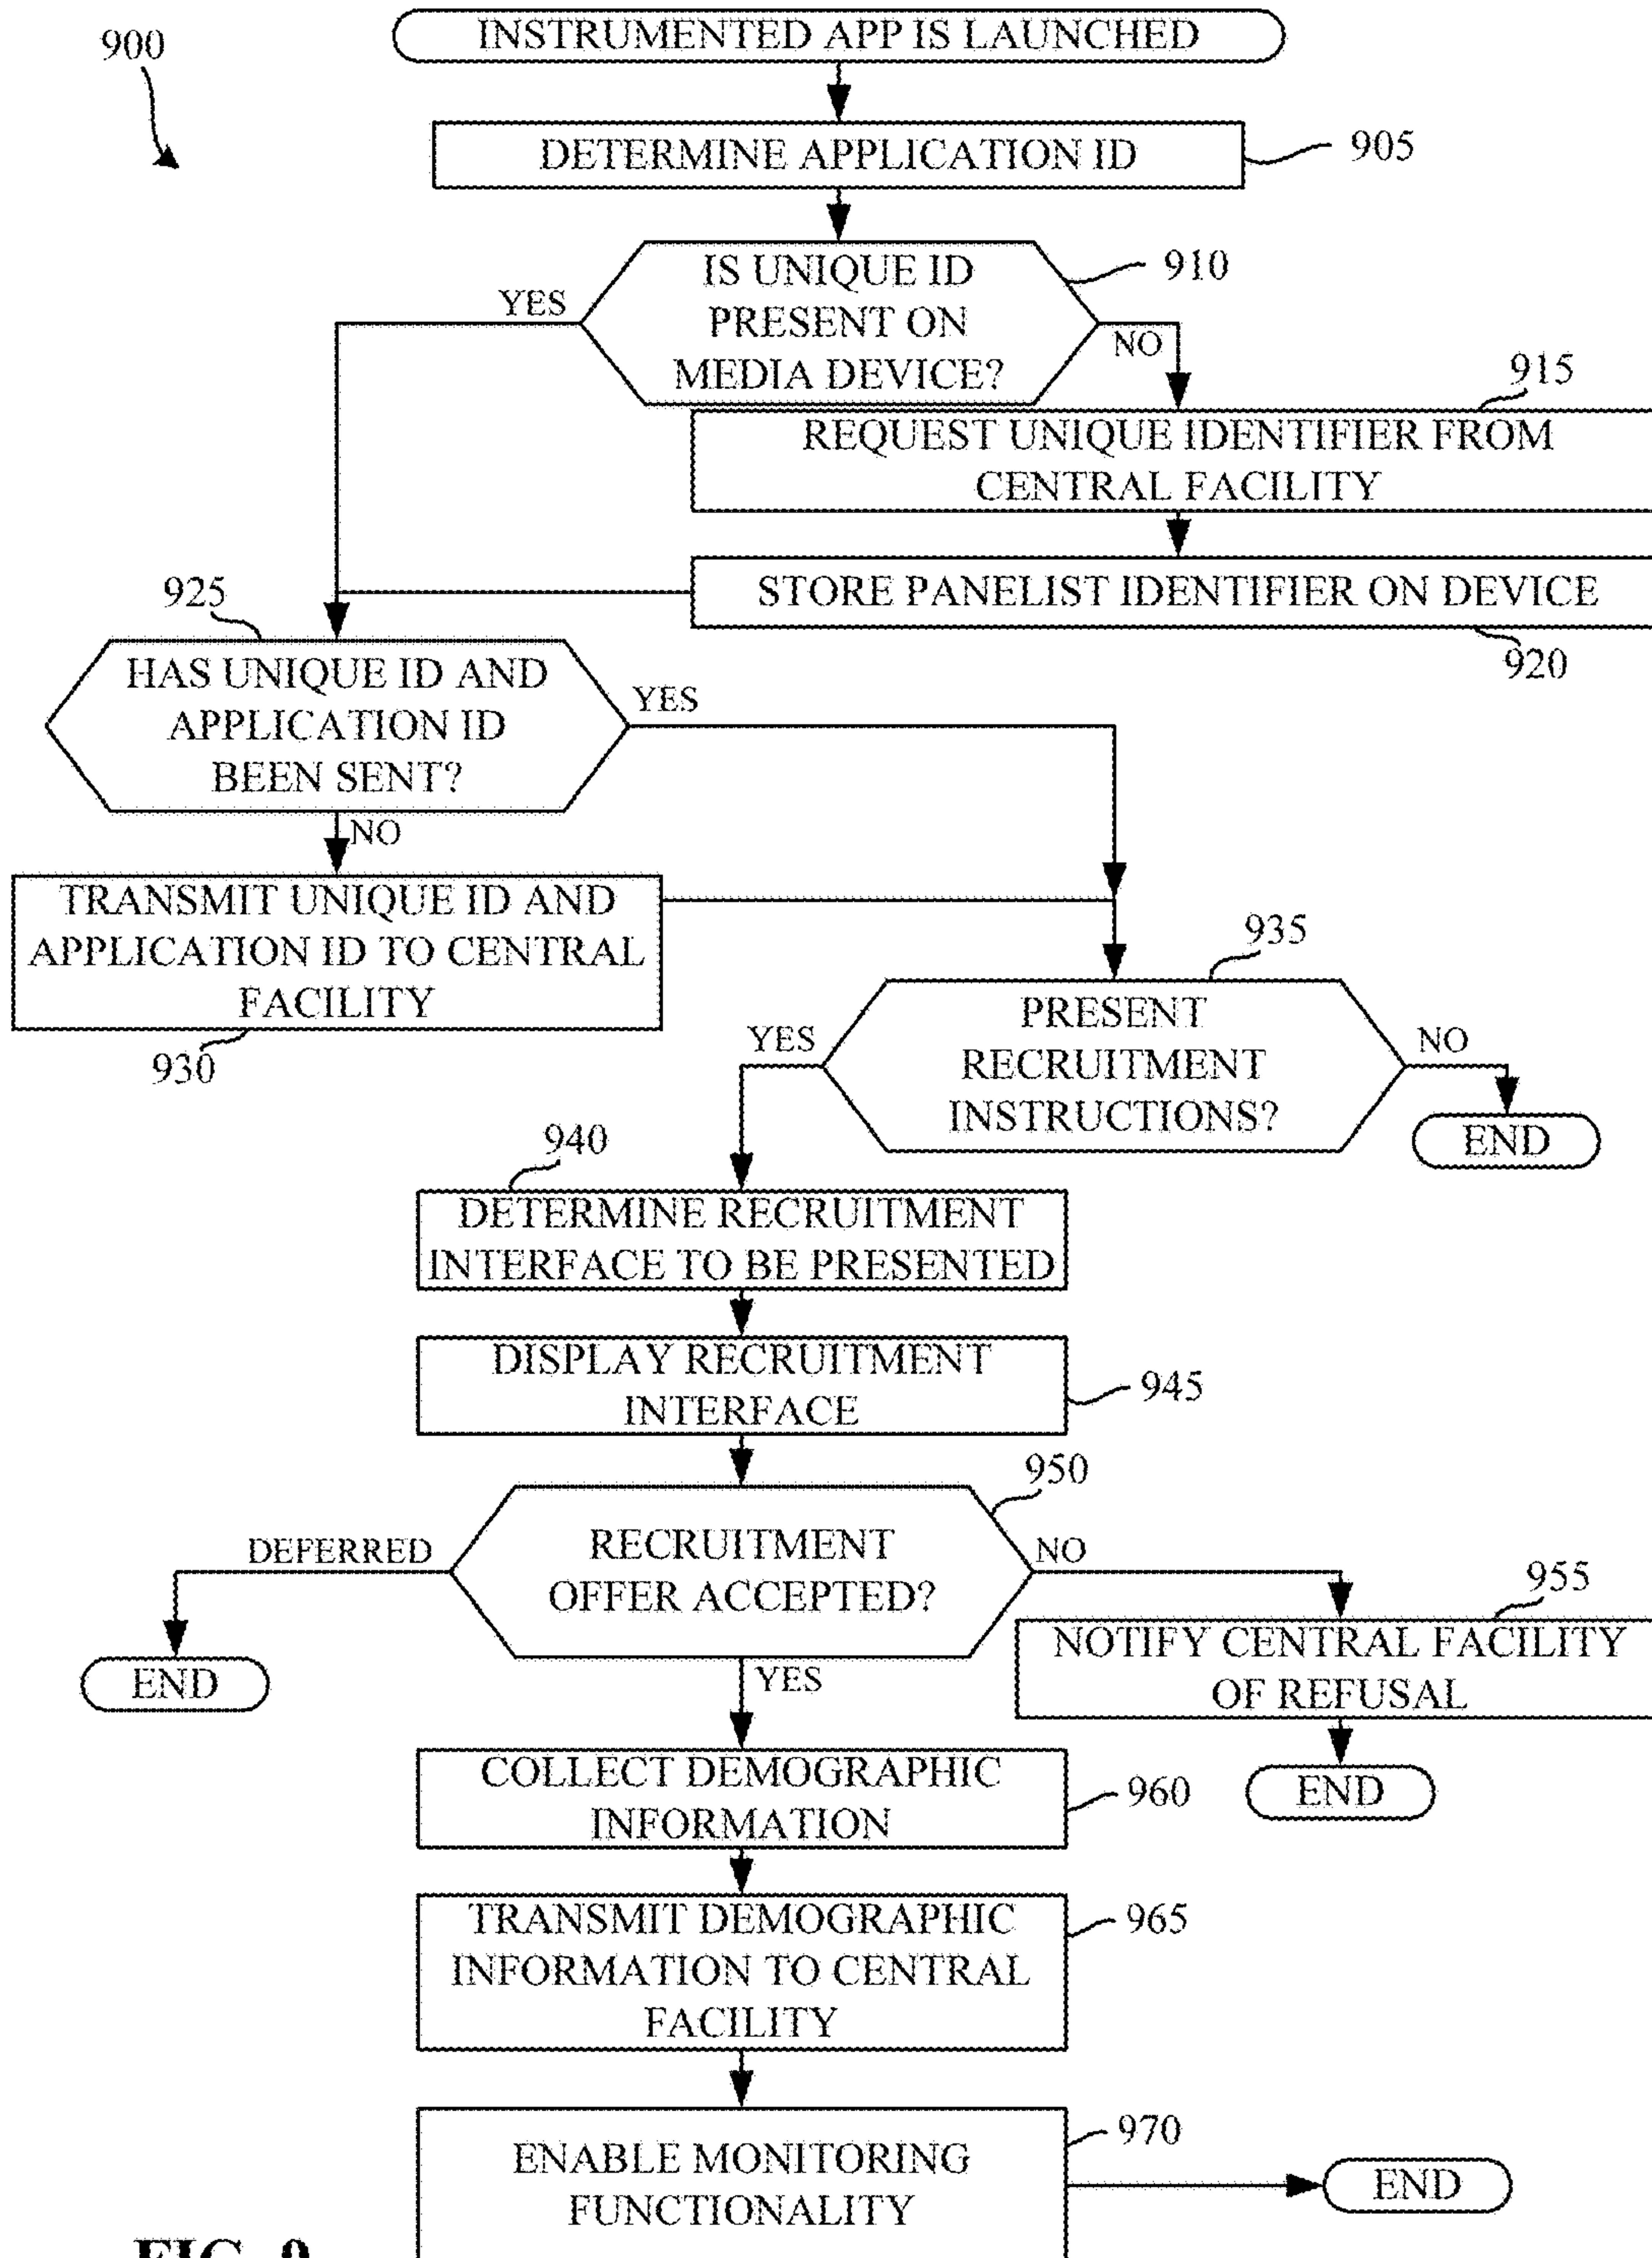 900
INSTRUMENTED APP IS LAUNCHED
DETERMINE APPLICATION ID
905
IS UNIQUE ID
PRESENT ON
MEDIA DEVICE?
910
YES
NO
915
REQUEST UNIQUE IDENTIFIER FROM
CENTRAL FACILITY
STORE PANELIST IDENTIFIER ON DEVICE
920
925
HAS UNIQUE ID AND
APPLICATION ID
BEEN SENT?
YES
NO
TRANSMIT UNIQUE ID AND
APPLICATION ID TO CENTRAL
FACILITY
930
935
PRESENT
RECRUITMENT
INSTRUCTIONS?
YES
NO
END
940
DETERMINE RECRUITMENT
INTERFACE TO BE PRESENTED
DISPLAY RECRUITMENT
INTERFACE
945
950
RECRUITMENT
OFFER ACCEPTED?
DEFERRED
NO
END
YES
955
NOTIFY CENTRAL FACILITY
OF REFUSAL
END
COLLECT DEMOGRAPHIC
INFORMATION
960
TRANSMIT DEMOGRAPHIC
INFORMATION TO CENTRAL
FACILITY
965
ENABLE MONITORING
FUNCTIONALITY
970
END
FIG. 9